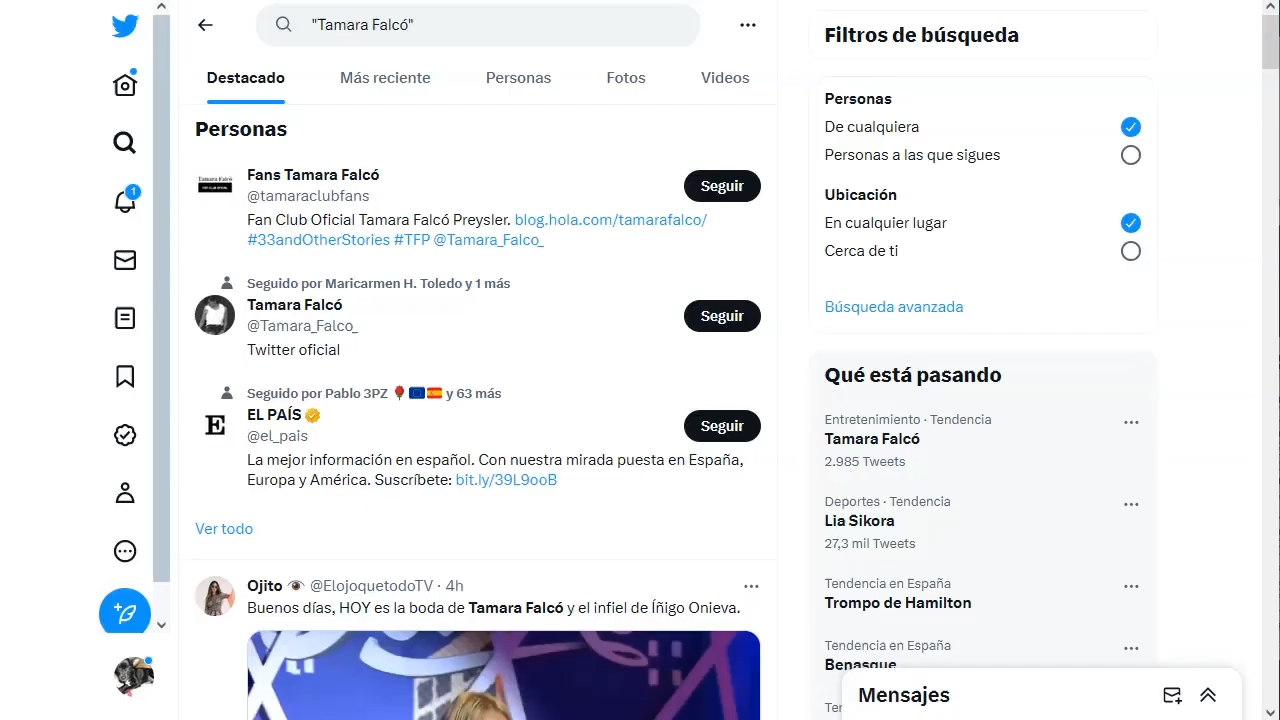 "Tamara Falcó"
Destacado
Más reciente
Personas
Fotos
Videos
Personas
Tamara Falcó
Fans Tamara Falcó
@tamaraclubfans
Seguir
Fan Club Oficial Tamara Falcó Preysler. blog.hola.com/tamarafalco/
#33andOtherStories #TFP @Tamara_Falco_
Seguido por Maricarmen H. Toledo y 1 más
Tamara Falcó
@Tamara_Falco_
Seguir
Twitter oficial
Seguido por Pablo 3PZ 🌹🇪🇺🇪🇸 y 63 más
E
EL PAÍS
@el_pais
Seguir
La mejor información en español. Con nuestra mirada puesta en España,
Europa y América. Suscríbete: bit.ly/39L9ooB
Ver todo
Ojito 👁 @ElojoquetodoTV · 4h
Buenos días, HOY es la boda de Tamara Falcó y el infiel de Íñigo Onieva.
1
Filtros de búsqueda
Personas
De cualquiera
Personas a las que sigues
Ubicación
En cualquier lugar
Cerca de ti
Búsqueda avanzada
Qué está pasando
Entretenimiento · Tendencia
Tamara Falcó
2.985 Tweets
Deportes · Tendencia
Lia Sikora
27,3 mil Tweets
Tendencia en España
Trompo de Hamilton
Tendencia en España
Benasque
Mensajes